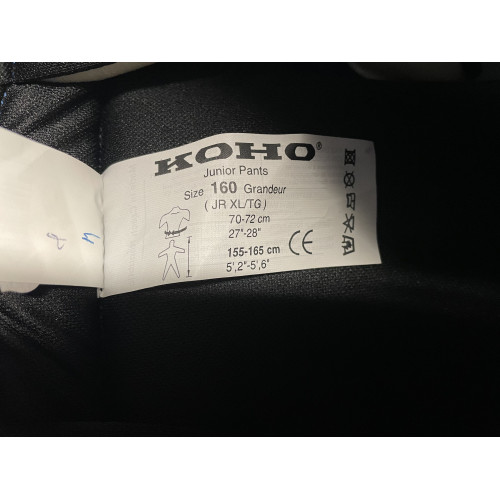 KOHO
Junior Pants
Size 160 Grandeur
( JR XL/TG )
70-72 cm
27"-28"
155-165 cm
5',2"-5',6"
CE